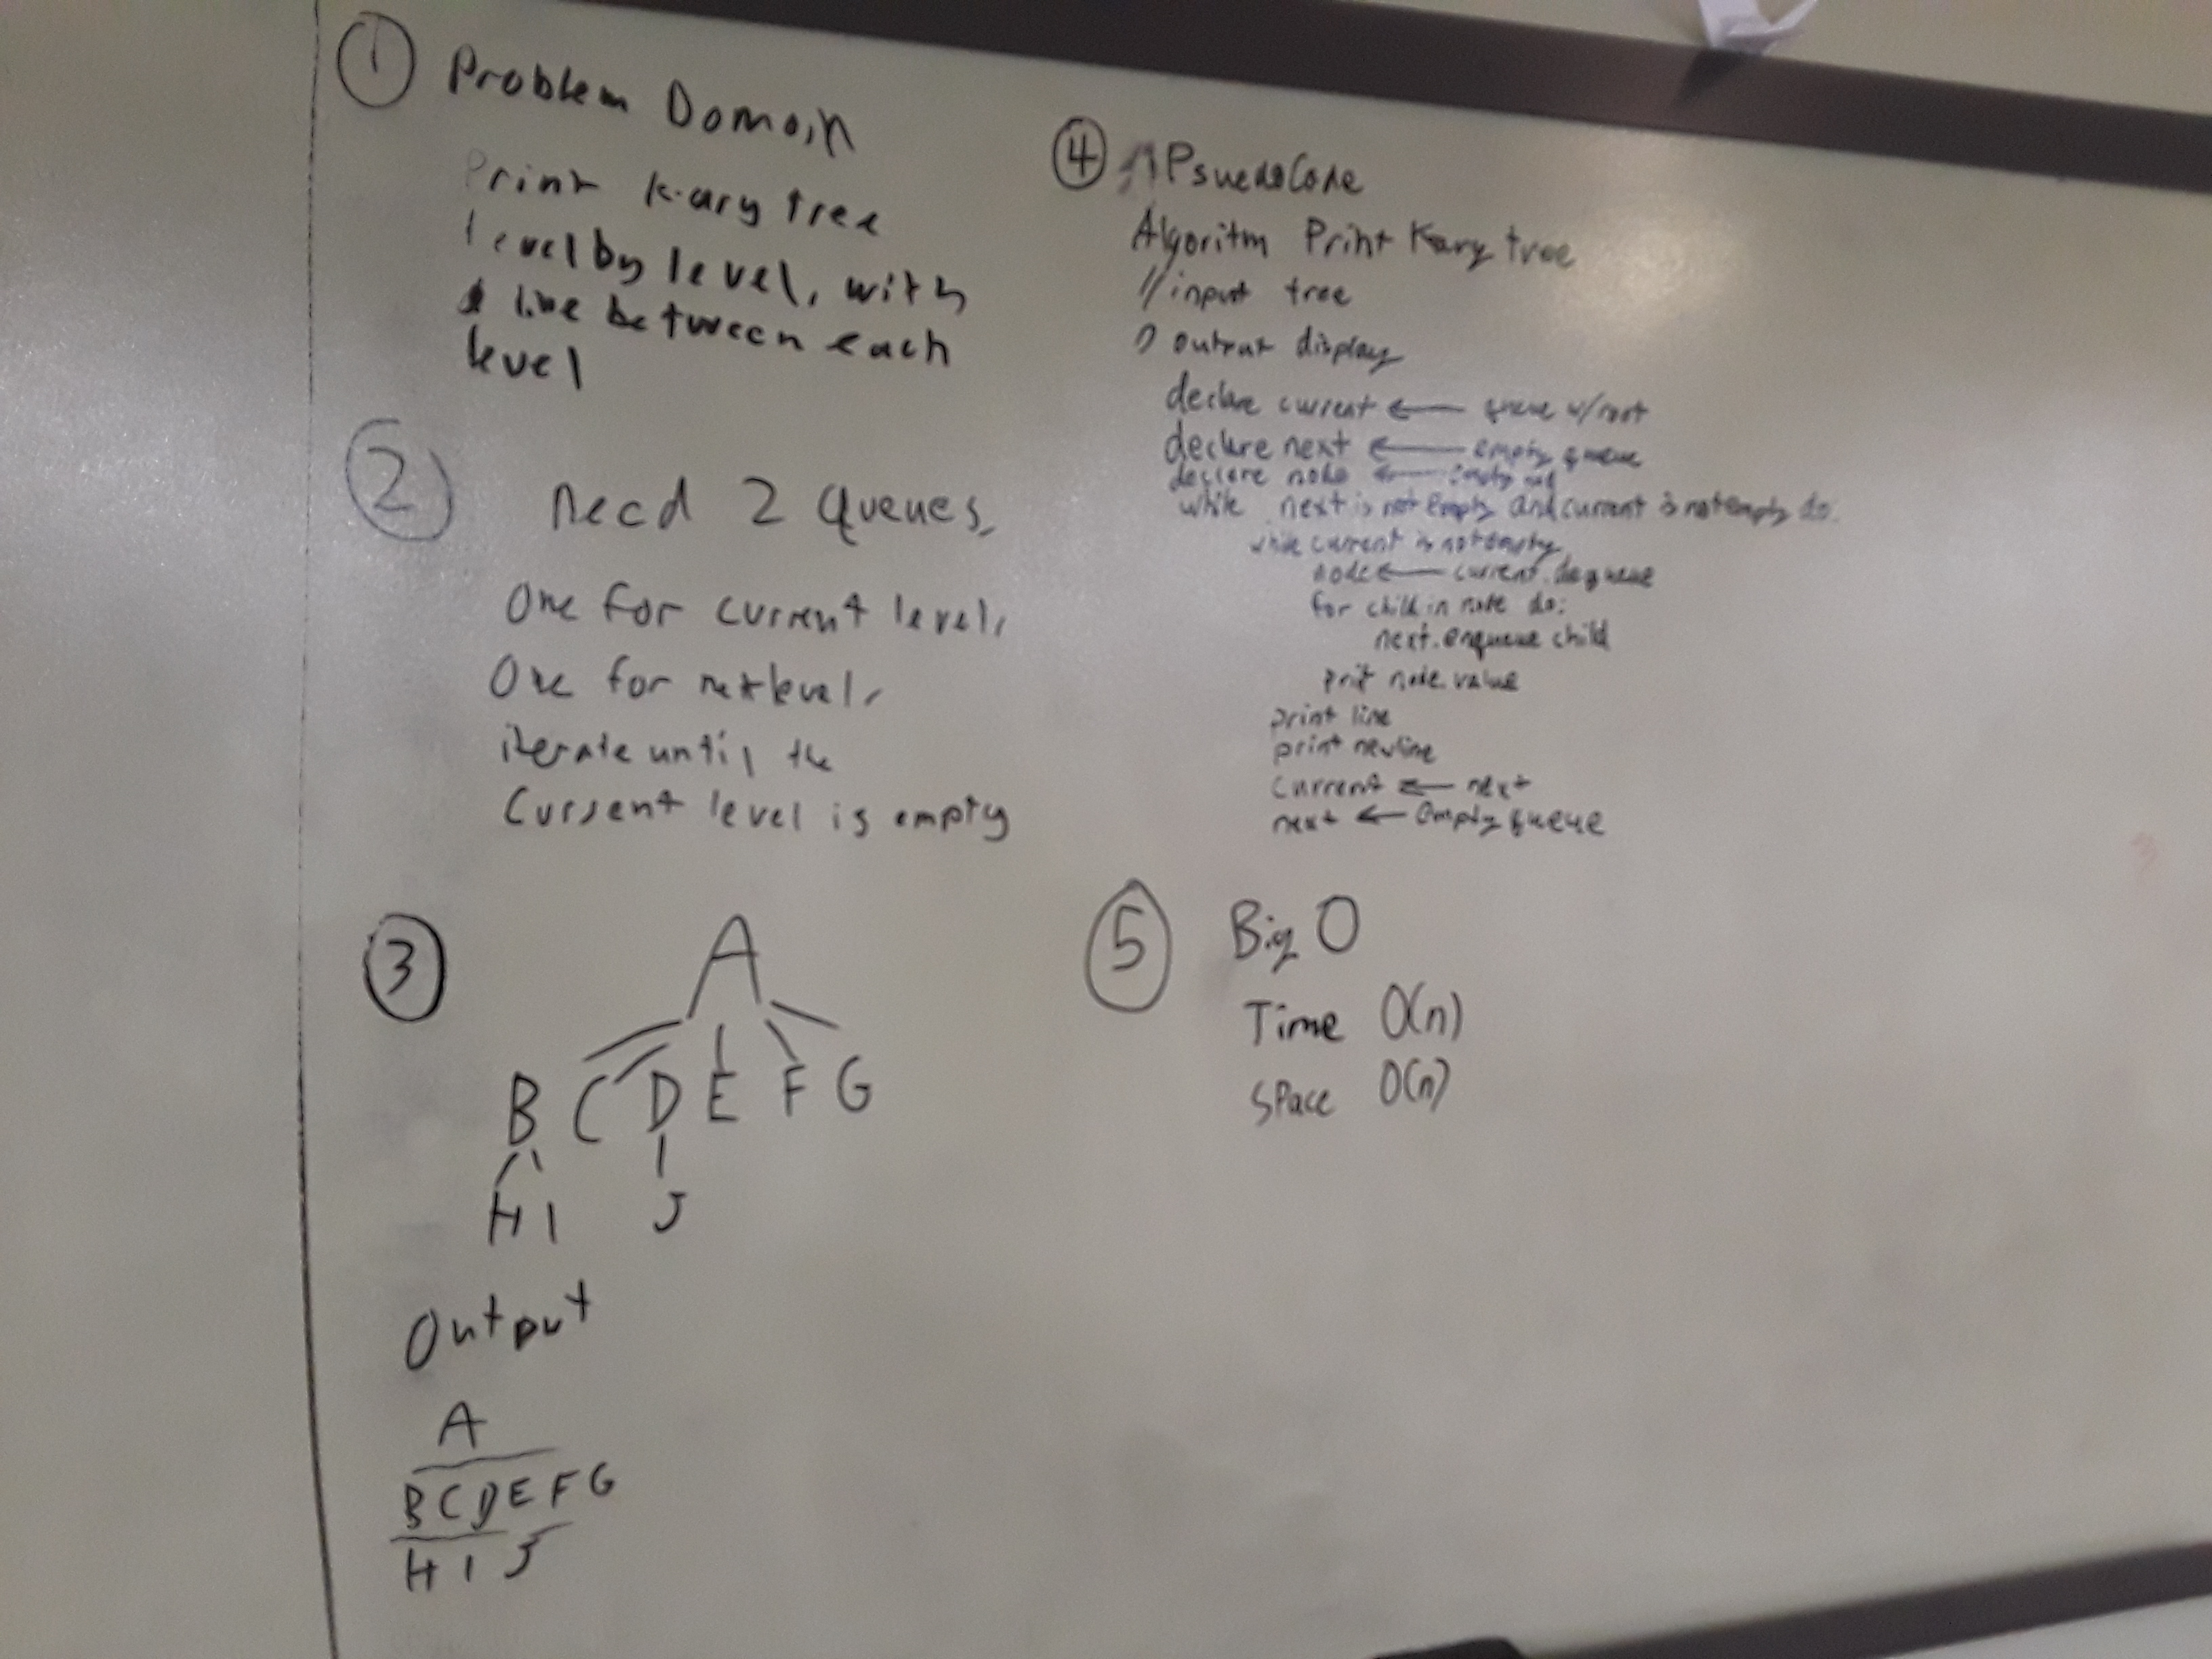 1 Problem Domain
Print k-ary tree
level by level, with
a line between each
level
2 need 2 Queues,
One for current level,
One for next level,
iterate until the
Current level is empty
3
A
B C D E F G
H I J
Output
A
B C D E F G
H I J
4 PsuedoCode
Algoritm Print Kary tree
// input tree
output display
declare current ← queue w/root
declare next ← empty queue
declare node ← empty
while next is not empty and current is not empty do:
while current is not empty
node ← current.dequeue
for child in node do:
next.enqueue child
print node.value
print line
print newline
current ← next
next ← empty queue
5 Big O
Time O(n)
SPace O(n)